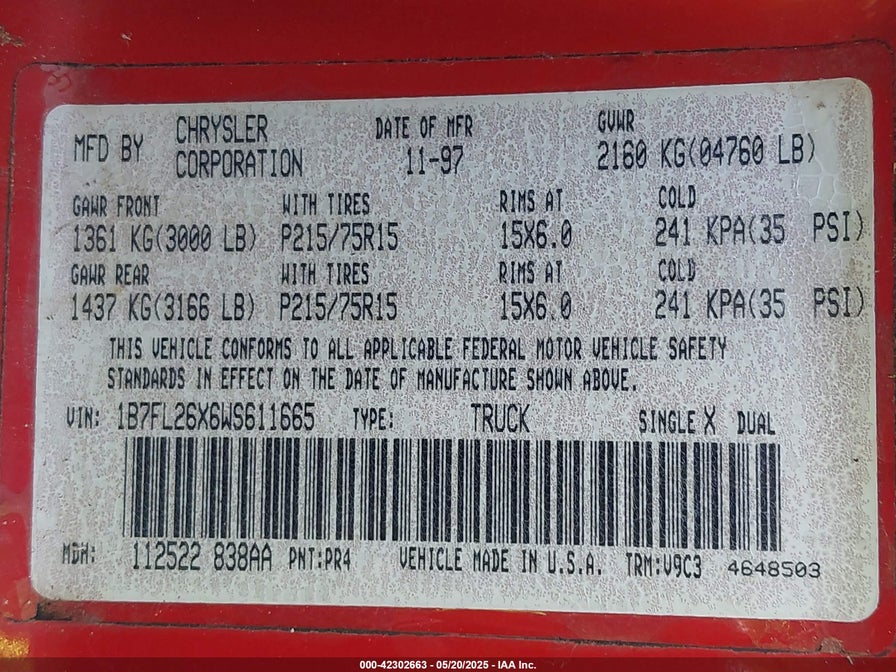 MFD BY CHRYSLER CORPORATION DATE OF MFR 11-97 GVWR 2160 KG(04760 LB)
GAWR FRONT WITH TIRES RIMS AT COLD
1361 KG(3000 LB) P215/75R15 15X6.0 241 KPA(35 PSI)
GAWR REAR WITH TIRES RIMS AT COLD
1437 KG(3166 LB) P215/75R15 15X6.0 241 KPA(35 PSI)
THIS VEHICLE CONFORMS TO ALL APPLICABLE FEDERAL MOTOR VEHICLE SAFETY
STANDARDS IN EFFECT ON THE DATE OF MANUFACTURE SHOWN ABOVE.
VIN: 1B7FL26X6WS611665 TYPE: TRUCK SINGLE X DUAL
MDH: 112522 838AA PNT:PR4 VEHICLE MADE IN U.S.A. TRM:V9C3 4648503
000-42302663 - 05/20/2025 - IAA Inc.